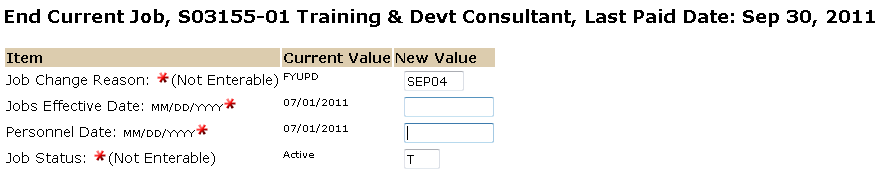 End Current Job, S03155-01 Training & Devt Consultant, Last Paid Date: Sep 30, 2011
Item Current Value New Value
Job Change Reason: *(Not Enterable) FYUPD SEP04
Jobs Effective Date: MM/DD/YYYY* 07/01/2011
Personnel Date: MM/DD/YYYY* 07/01/2011
Job Status: *(Not Enterable) Active T